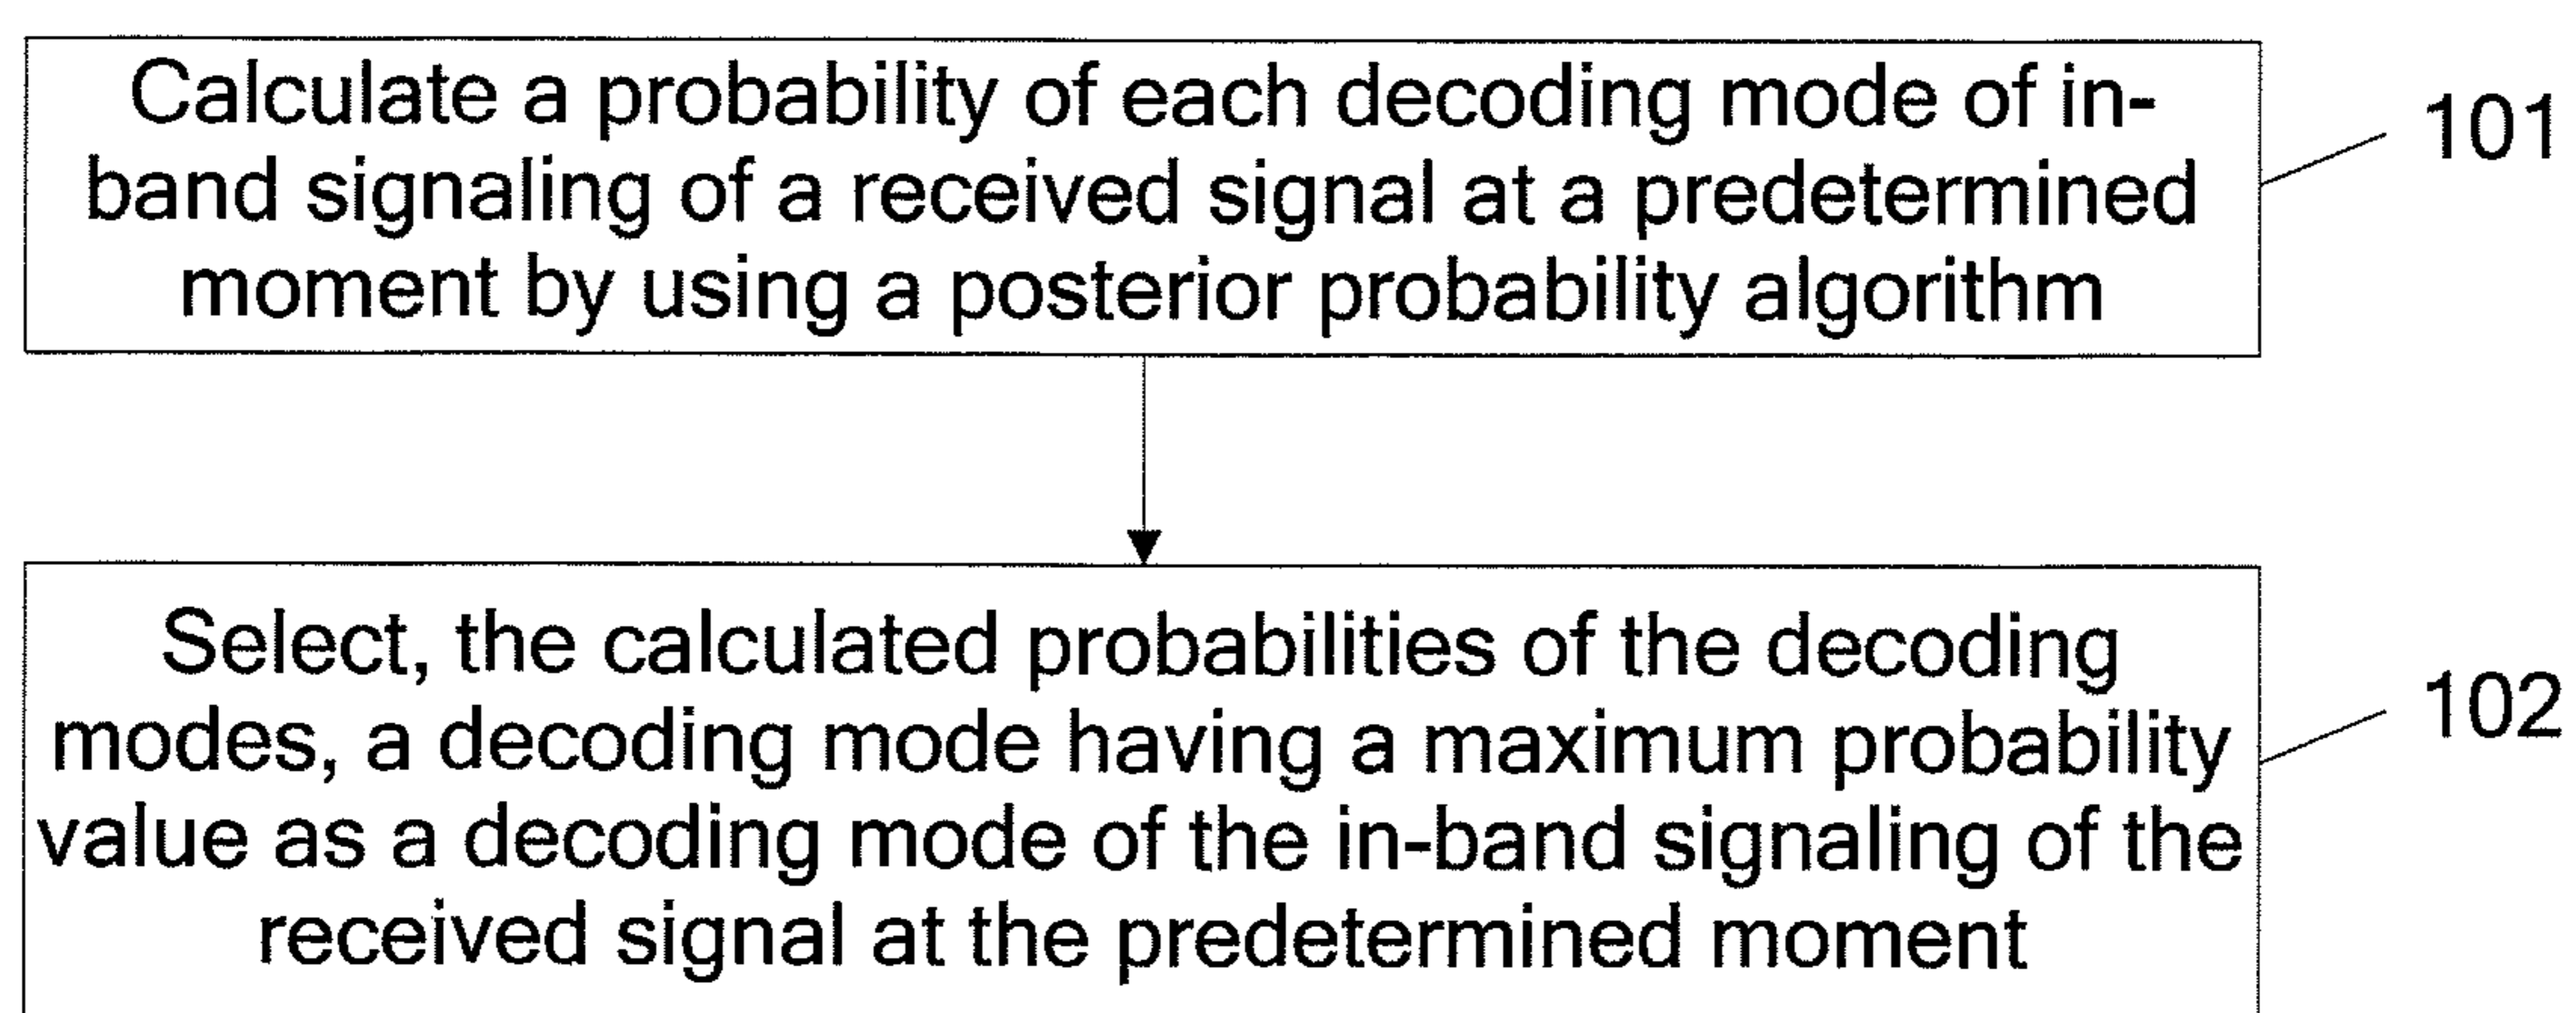 Calculate a probability of each decoding mode of in-
band signaling of a received signal at a predetermined
moment by using a posterior probability algorithm
101
Select, the calculated probabilities of the decoding
modes, a decoding mode having a maximum probability
value as a decoding mode of the in-band signaling of the
received signal at the predetermined moment
102